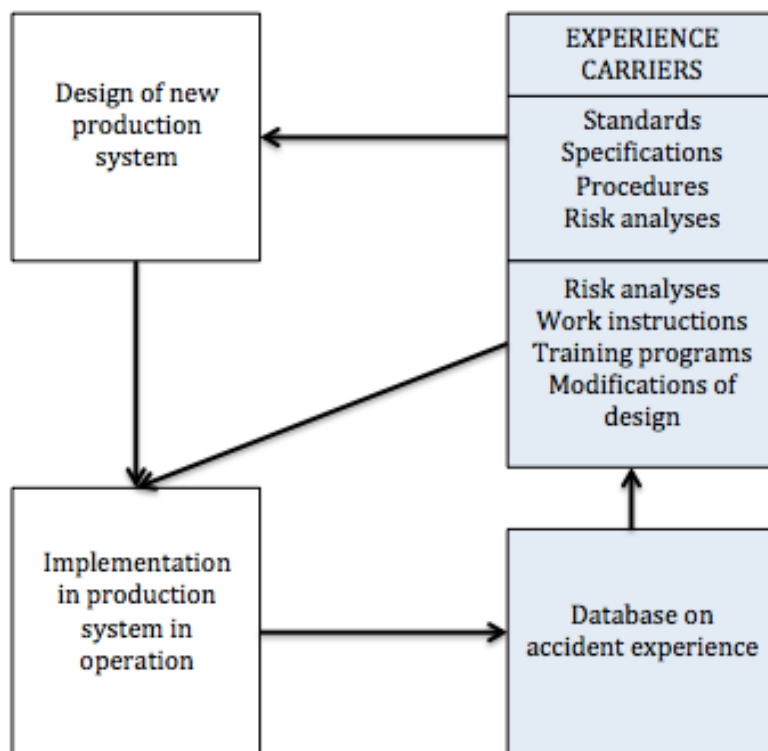 Design of new
production
system
EXPERIENCE
CARRIERS
Standards
Specifications
Procedures
Risk analyses
Risk analyses
Work instructions
Training programs
Modifications of
design
Implementation
in production
system in
operation
Database on
accident experience